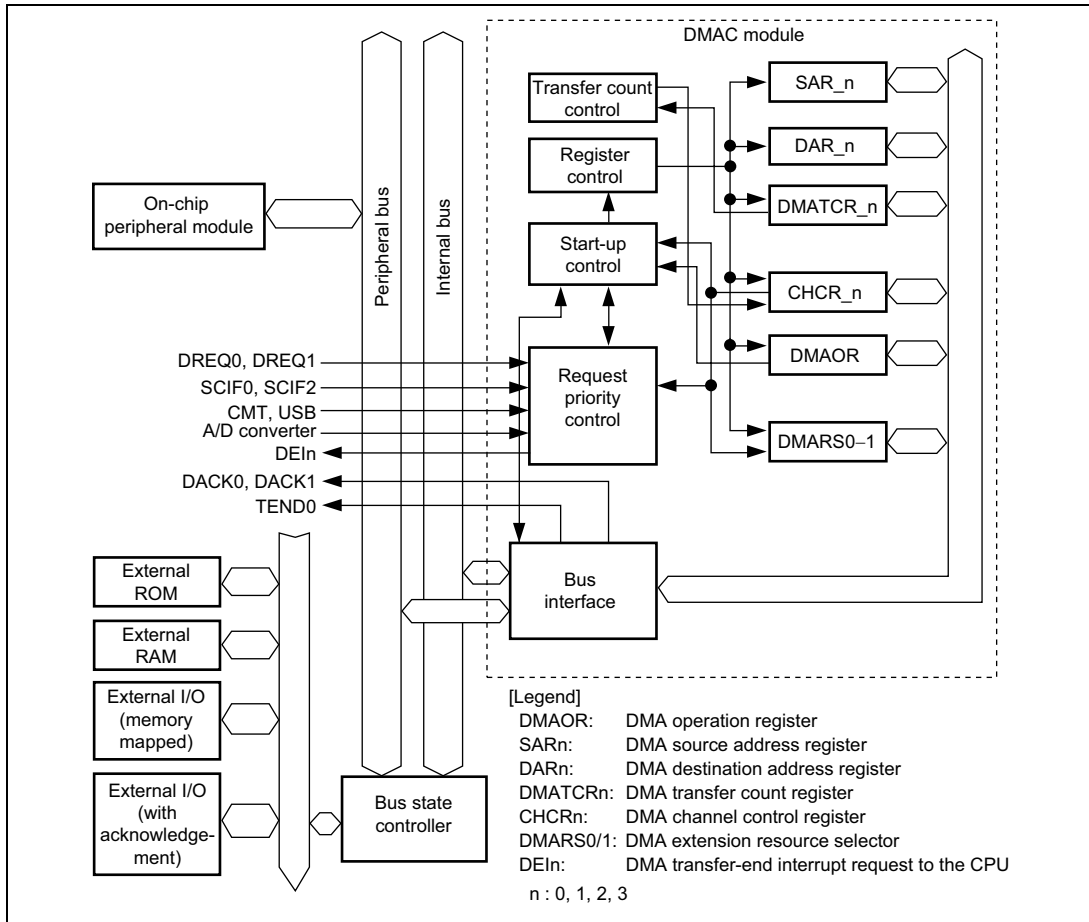 DMAC module
Transfer count
control
SAR_n
Register
control
DAR_n
On-chip
peripheral module
Peripheral bus
Internal bus
DMATCR_n
Start-up
control
CHCR_n
DREQ0, DREQ1
SCIF0, SCIF2
CMT, USB
A/D converter
DEIn
DACK0, DACK1
TEND0
Request
priority
control
DMAOR
DMARS0–1
External
ROM
External
RAM
External I/O
(memory
mapped)
External I/O
(with
acknowledge-
ment)
Bus
interface
Bus state
controller
[Legend]
DMAOR: DMA operation register
SARn: DMA source address register
DARn: DMA destination address register
DMATCRn: DMA transfer count register
CHCRn: DMA channel control register
DMARS0/1: DMA extension resource selector
DEIn: DMA transfer-end interrupt request to the CPU
n : 0, 1, 2, 3